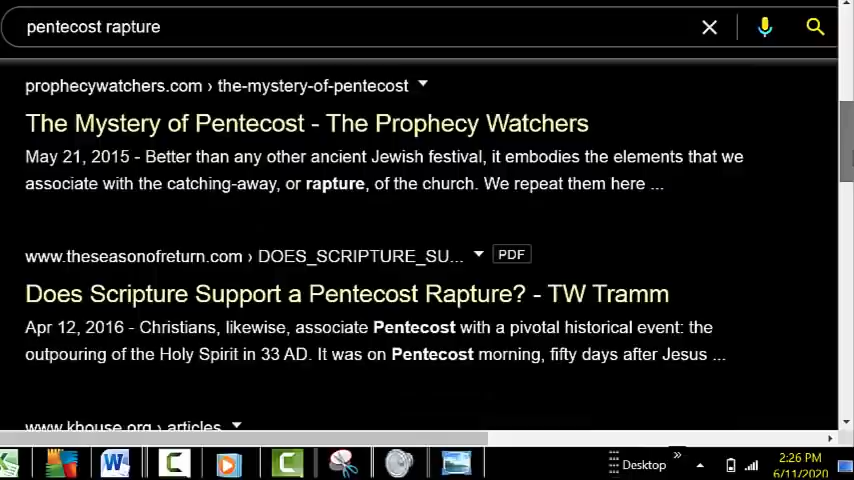 pentecost rapture
prophecywatchers.com › the-mystery-of-pentecost
The Mystery of Pentecost - The Prophecy Watchers
May 21, 2015 - Better than any other ancient Jewish festival, it embodies the elements that we
associate with the catching-away, or rapture, of the church. We repeat them here ...
www.theseasonofreturn.com › DOES_SCRIPTURE_SU... PDF
Does Scripture Support a Pentecost Rapture? - TW Tramm
Apr 12, 2016 - Christians, likewise, associate Pentecost with a pivotal historical event: the
outpouring of the Holy Spirit in 33 AD. It was on Pentecost morning, fifty days after Jesus ...
www.khouse.org › articles
Desktop
2:26 PM
6/11/2020